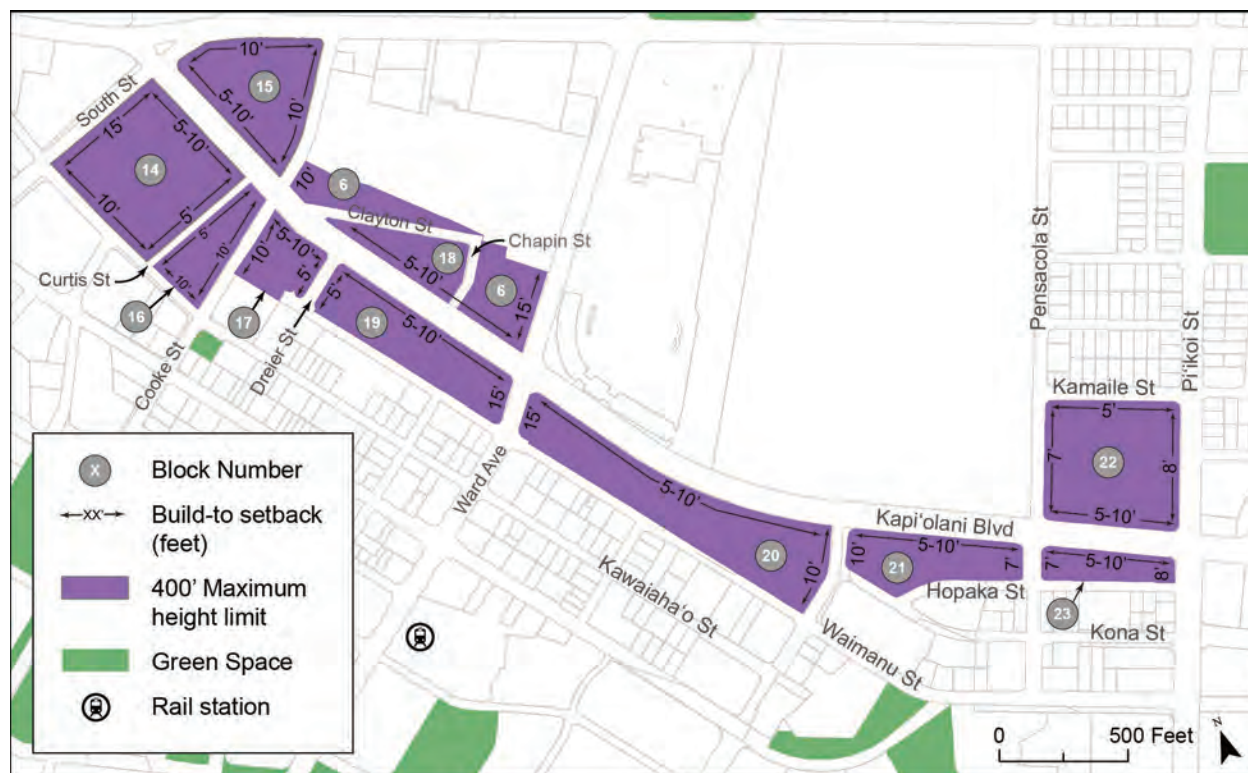 10'
15
South St
10'
5-10'
15'
5-10'
14
10'
6
Clayton St
Chapin St
10'
5'
5'
10'
5-10'
18
5-10'
6
15'
Curtis St
10'
10'
5'
16
17
5'
19
5-10'
Dreier St
15'
Cooke St
Pensacola St
Pi'ikoi St
Kamaile St
5'
7'
22
8'
5-10'
15'
5-10'
Ward Ave
20
10'
Kapi'olani Blvd
10'
5-10'
21
7'
7'
5-10'
8'
Hopaka St
23
Kona St
Kawaiaha'o St
Waimanu St
X
Block Number
XX'
Build-to setback
(feet)
400' Maximum
height limit
Green Space
Rail station
0
500 Feet
N